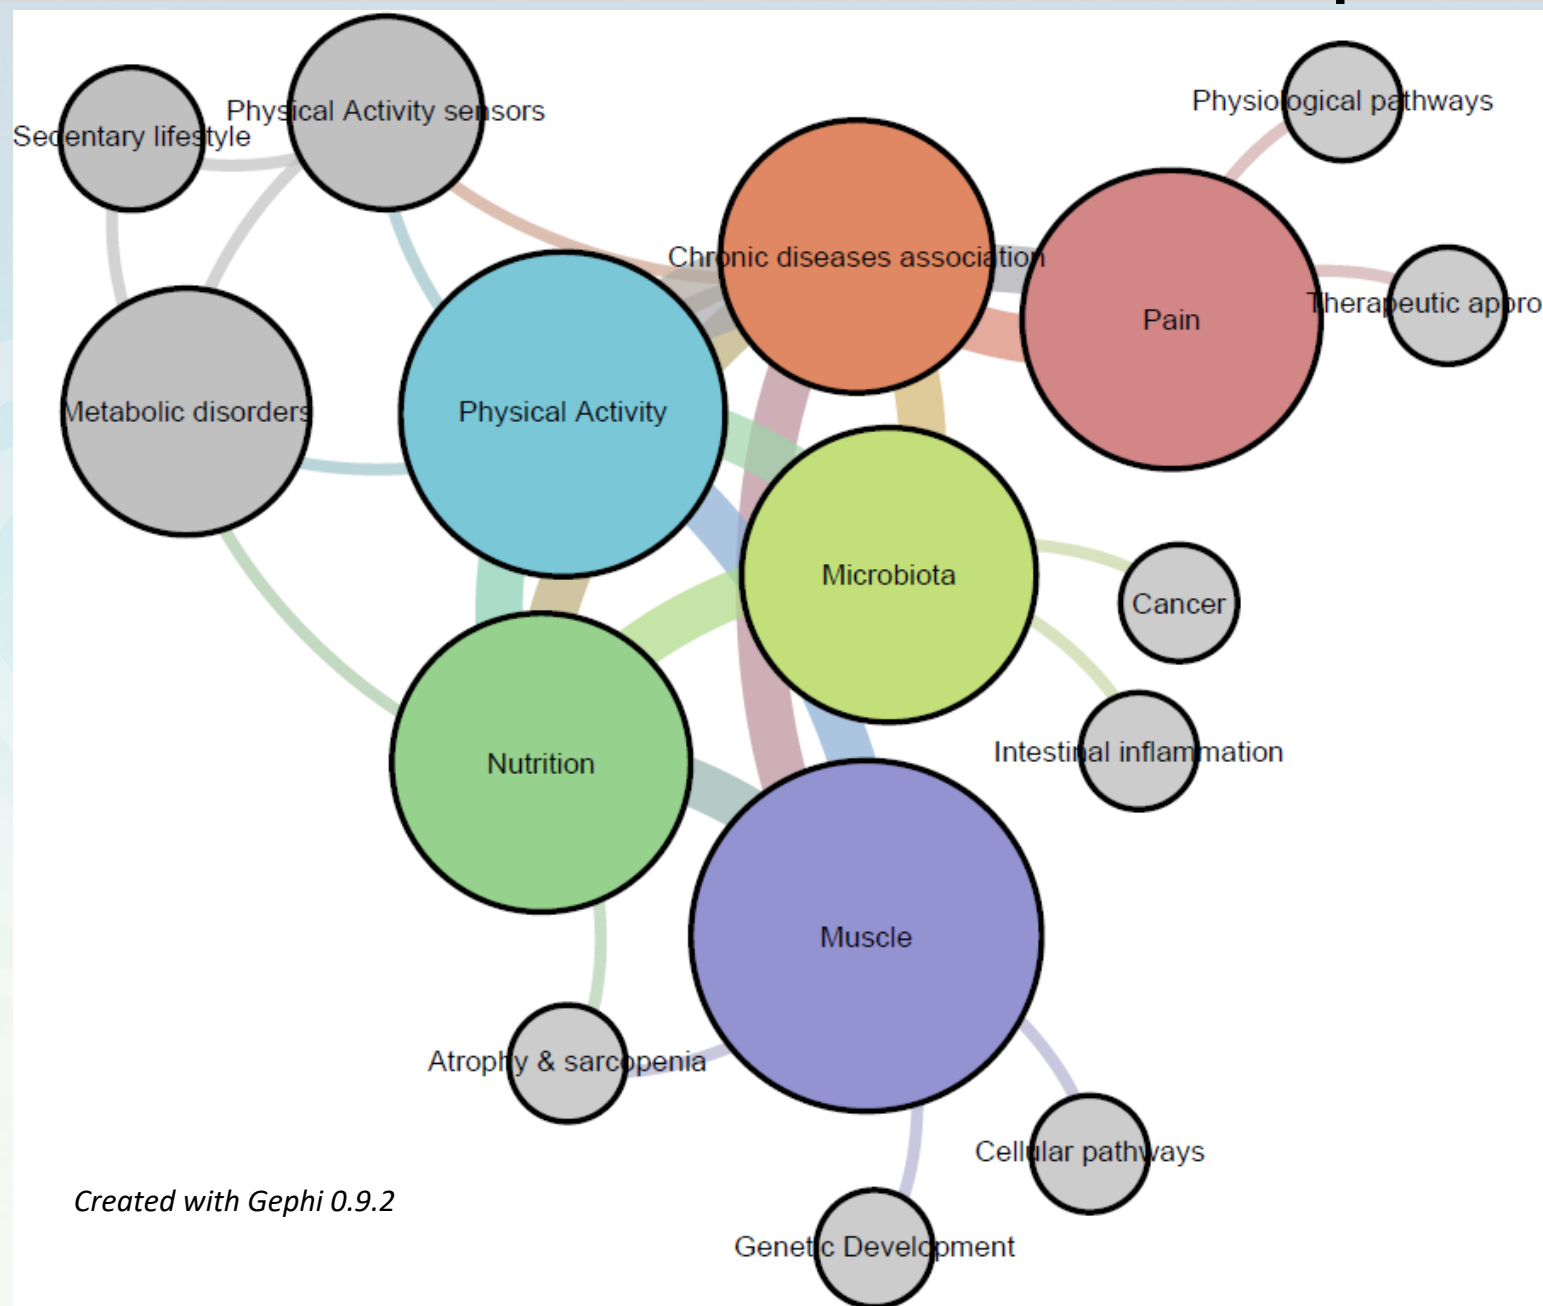 Physiological pathways
Physical Activity sensors
Sedentary lifestyle
Chronic diseases association
Therapeutic appro
Pain
Metabolic disorders
Physical Activity
Microbiota
Cancer
Intestinal inflammation
Nutrition
Muscle
Atrophy & sarcopenia
Cellular pathways
Created with Gephi 0.9.2
Genetic Development